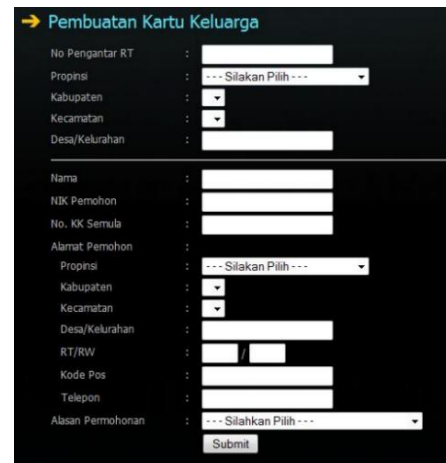 Pembuatan Kartu Keluarga
No Pengantar RT :
Propinsi : --- Silakan Pilih ---
Kabupaten :
Kecamatan :
Desa/Kelurahan :
Nama :
NIK Pemohon :
No. KK Semula :
Alamat Pemohon :
Propinsi : --- Silakan Pilih ---
Kabupaten :
Kecamatan :
Desa/Kelurahan :
RT/RW : /
Kode Pos :
Telepon :
Alasan Permohonan : --- Silahkan Pilih ---
Submit